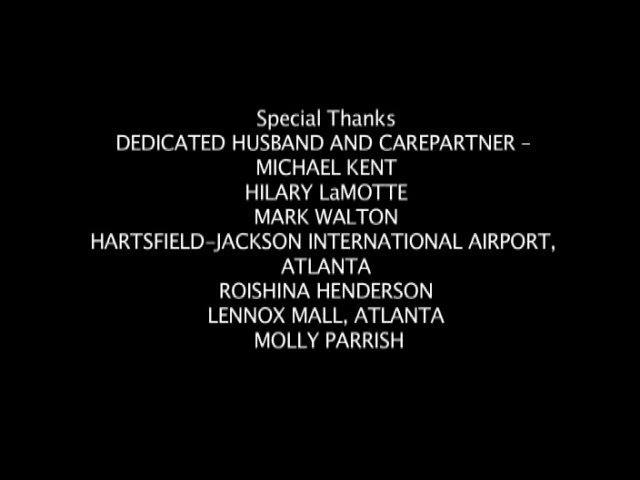 Special Thanks
DEDICATED HUSBAND AND CAREPARTNER -
MICHAEL KENT
HILARY LaMOTTE
MARK WALTON
HARTSFIELD-JACKSON INTERNATIONAL AIRPORT,
ATLANTA
ROISHINA HENDERSON
LENNOX MALL, ATLANTA
MOLLY PARRISH